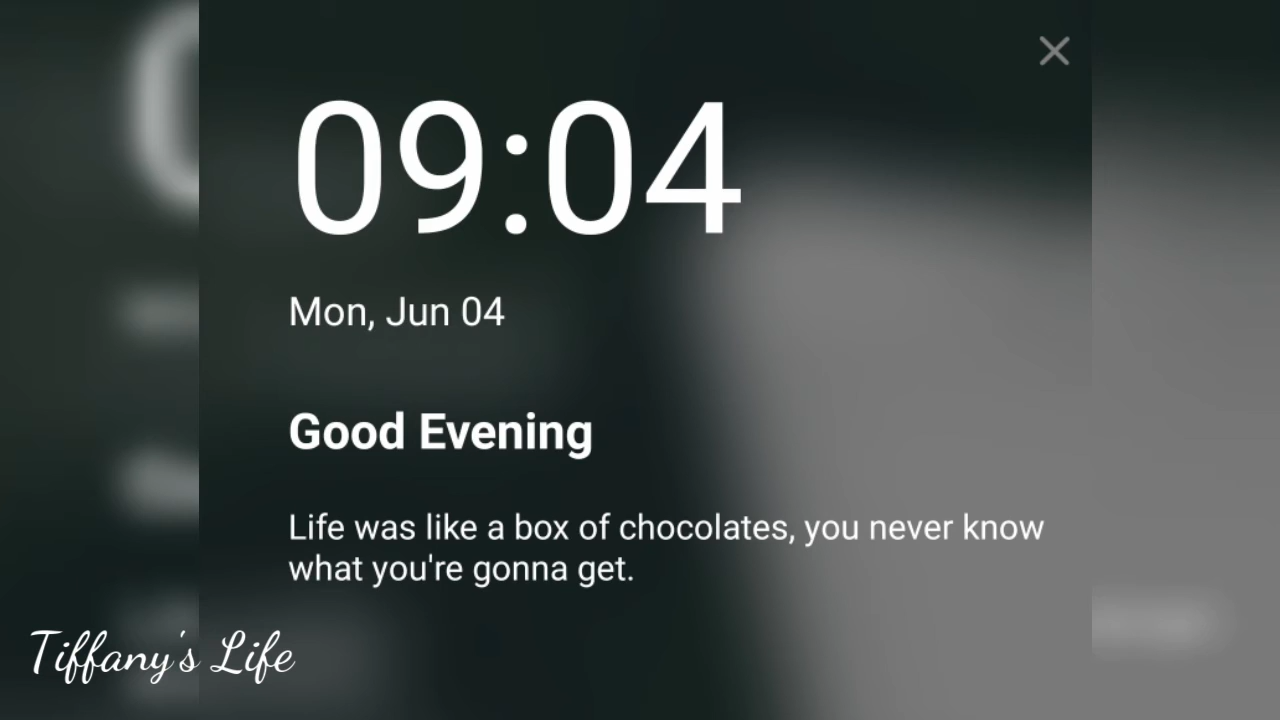 09:04
Mon, Jun 04
Good Evening
Life was like a box of chocolates, you never know
what you're gonna get.
Tiffany's Life